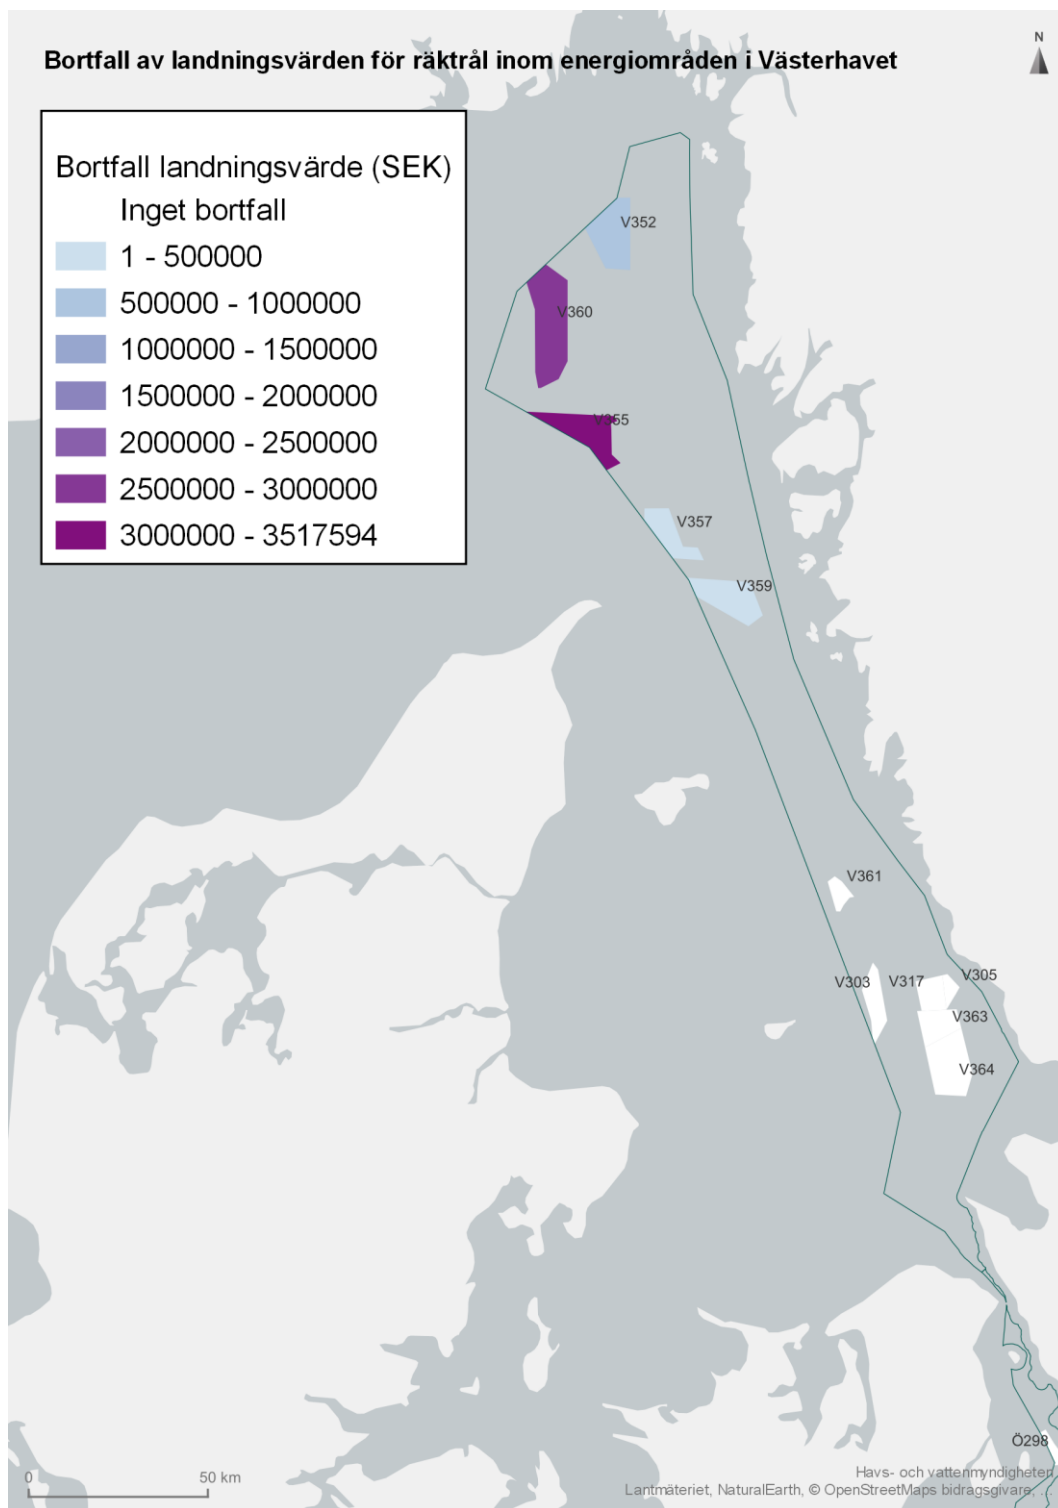 N
Bortfall av landningsvärden för räktrål inom energiområden i Västerhavet
Bortfall landningsvärde (SEK)
Inget bortfall
1 - 500000
500000 - 1000000
1000000 - 1500000
1500000 - 2000000
2000000 - 2500000
2500000 - 3000000
3000000 - 3517594
V352
V360
V355
V357
V359
V361
V303
V317
V305
V363
V364
Ö298
0
50 km
Havs- och vattenmyndigheten,
Lantmäteriet, NaturalEarth, © OpenStreetMaps bidragsgivare, ...